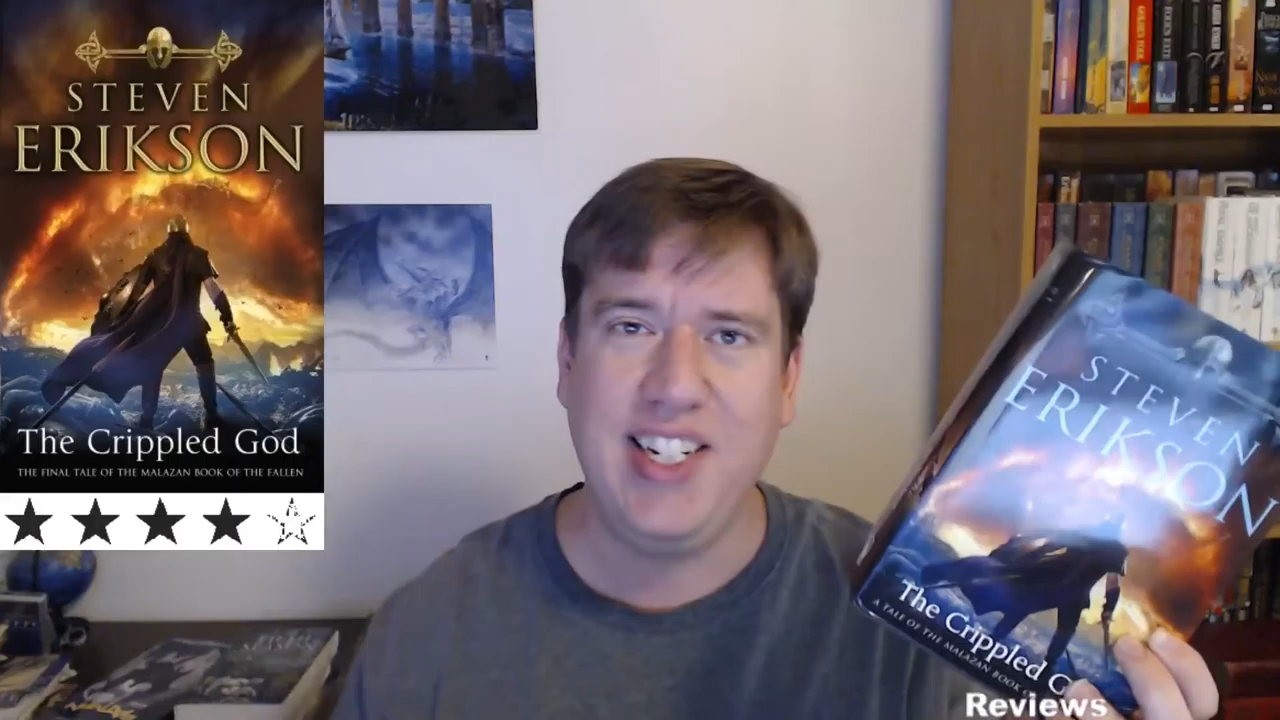 STEVEN
ERIKSON
The Crippled God
THE FINAL TALE OF THE MALAZAN BOOK OF THE FALLEN
STEVEN
ERIKSON
The Crippled G
A TALE OF THE MALAZAN BOOK
Reviews